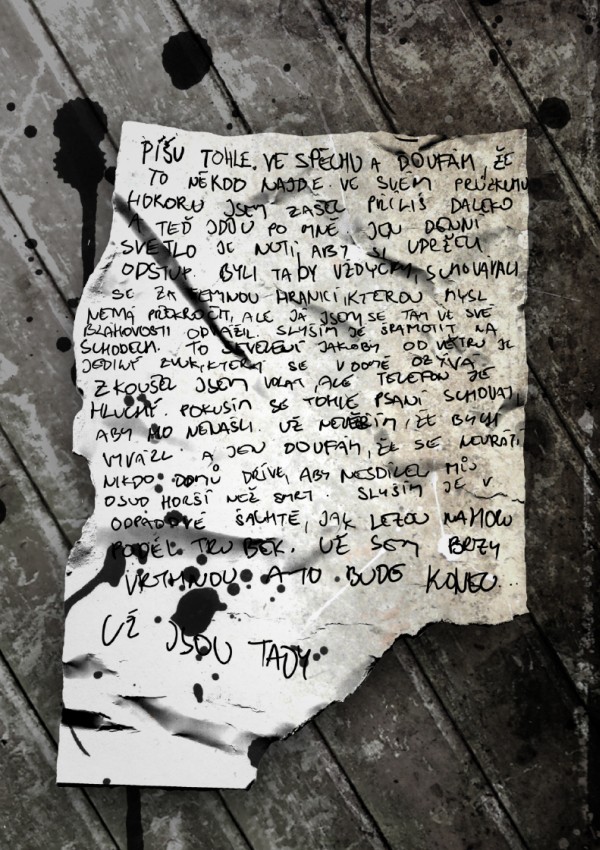 PÍŠU TOHLE VE SPĚCHU A DOUFÁM, ŽE
TO NĚKDO NAJDE. VE SVÉM PRŮZKUMU
HOKORU JSEM ZAŠEL PŘÍLIŠ DALEKO
A TEĎ JDOU PO MNĚ. JEN DENNÍ
SVĚTLO JE NUTÍ, ABY SI UDRŽELI
ODSTUP. BYLI TADY VŽDYCKY, SCHOVÁVALI
SE ZA TEMNOU HRANICÍ KTEROU MYSL
NEMÁ PŘEKROČIT, ALE JÁ JSEM SE TAM VE SVÉ
BLAHOVOSTI ODVÁŽIL. SLYŠÍM JE ŠRAMOTIT NA
SCHODECH. TO SKVÍLENÍ JAKOBY OD VĚTRU JE
JEDINÝ ZVUK, KTERÝ SE V DOMĚ OZÝVÁ.
ZKOUŠEL JSEM VOLAT, ALE TELEFON JE
HLUCHÝ. POKUSÍM SE TOHLE PSANÍ SCHOVAT,
ABY HO NENAŠLI. UŽ NEVĚŘÍM, ŽE BYCH
VYVÁZL. A JEN DOUFÁM, ŽE SE NEVRÁTÍ
NIKDO DOMŮ DŘÍVE, ABY NESDÍLEL MŮJ
OSUD HORŠÍ NEŽ SMRT. SLYŠÍM JE V
ODPADOVÉ ŠACHTĚ, JAK LEZOU NAHORU
PODÉL TRUBEK. UŽ SEM BRZY
VRTHNOU A TO BUDE KONEC...
UŽ JSOU TADY